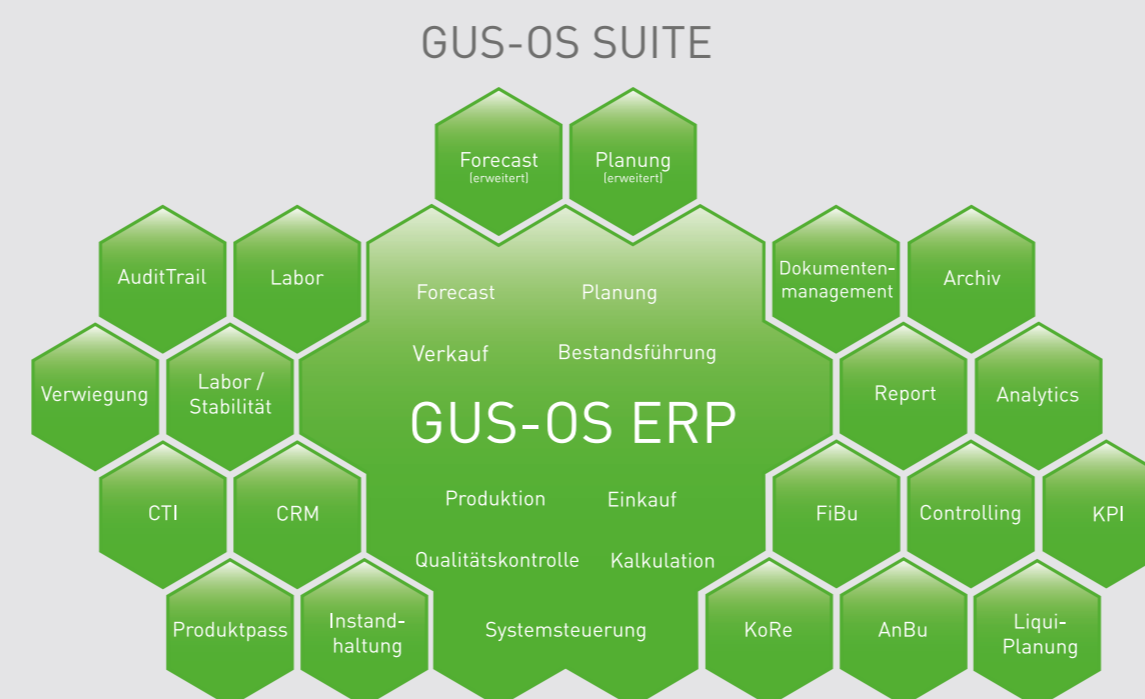 GUS-OS SUITE
Forecast
(erweitert)
Planung
(erweitert)
AuditTrail
Labor
Forecast
Planung
Dokumenten-
management
Archiv
Verkauf
Bestandsführung
Verwiegung
Labor /
Stabilität
GUS-OS ERP
Report
Analytics
CTI
CRM
Produktion
Einkauf
FiBu
Controlling
KPI
Qualitätskontrolle
Kalkulation
Produktpass
Instand-
haltung
Systemsteuerung
KoRe
AnBu
Liqui-
Planung